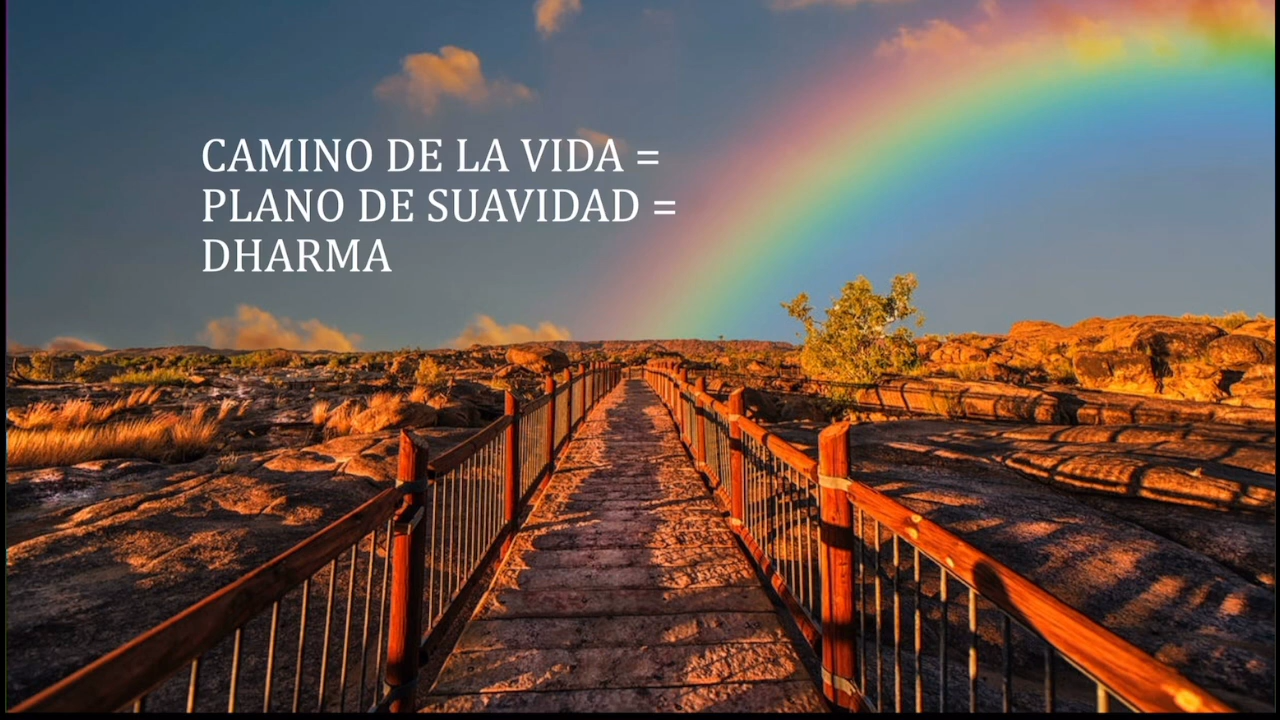 CAMINO DE LA VIDA =
PLANO DE SUAVIDAD =
DHARMA